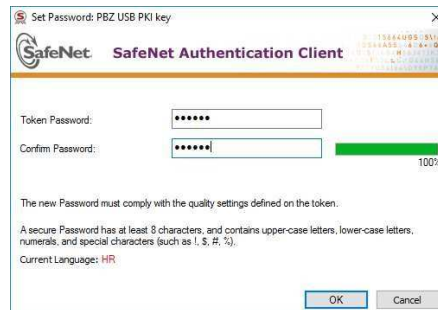 Set Password: PBZ USB PKI key
SafeNet. SafeNet Authentication Client
Token Password:
••••••
Confirm Password:
••••••
100%
The new Password must comply with the quality settings defined on the token.
A secure Password has at least 8 characters, and contains upper-case letters, lower-case letters,
numerals, and special characters (such as !, $, #, %).
Current Language: HR
OK Cancel